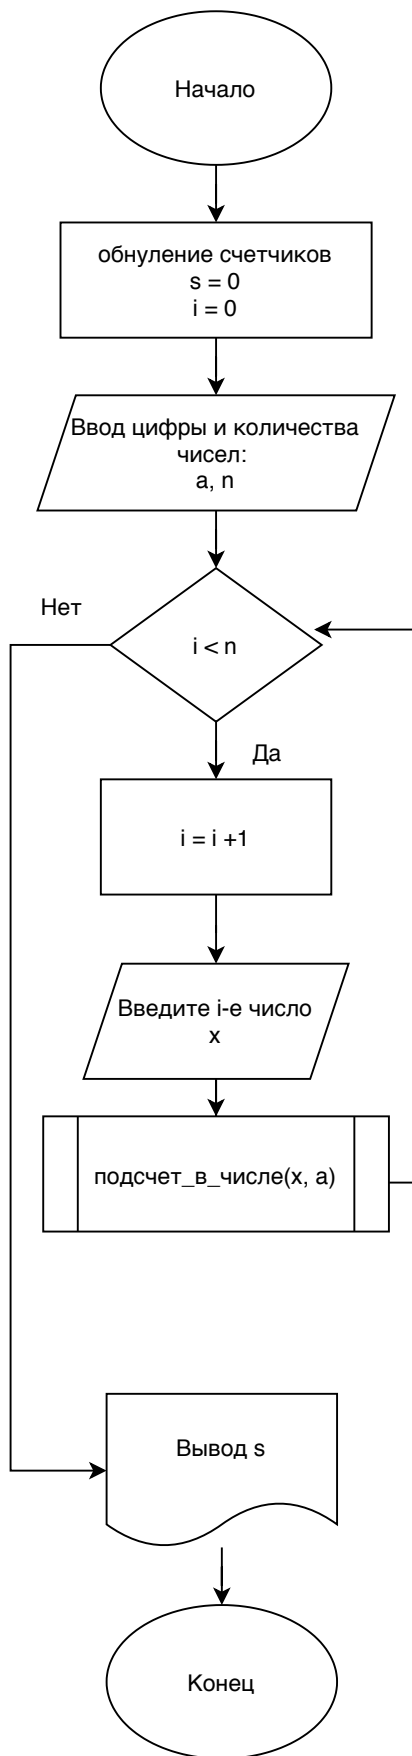 Начало
обнуление счетчиков
s = 0
i = 0
Ввод цифры и количества
чисел:
a, n
Нет
i < n
Да
i = i +1
Введите i-е число
x
подсчет_в_числе(x, a)
Вывод s
Конец